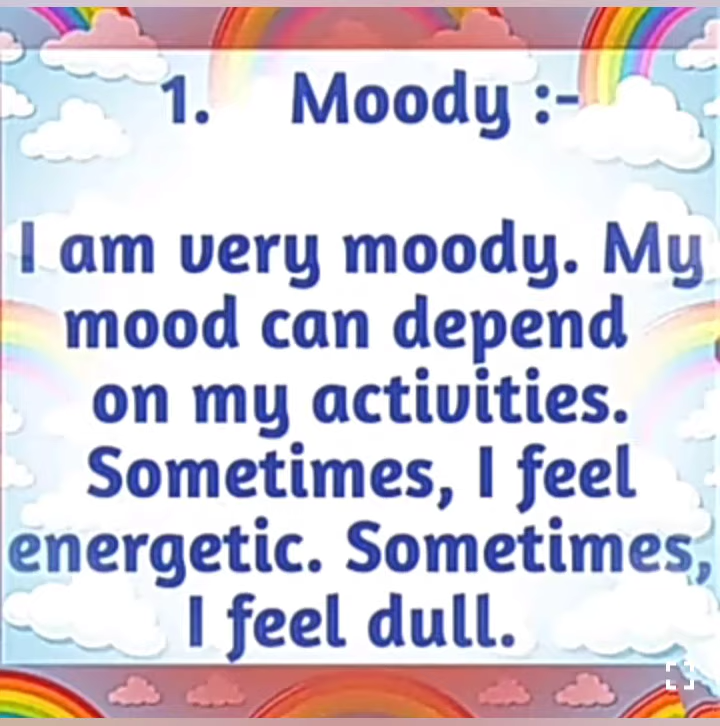 1. Moody :-
I am very moody. My
mood can depend
on my activities.
Sometimes, I feel
energetic. Sometimes,
I feel dull.